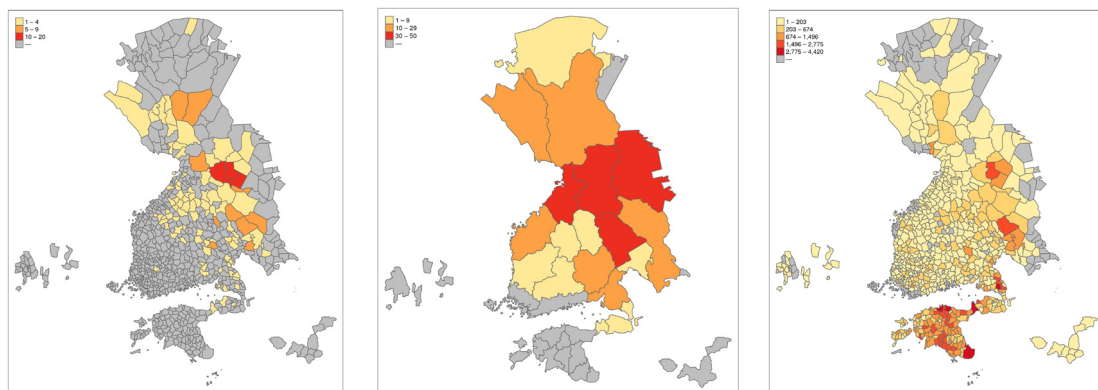 1 – 4
5 – 9
10 – 20
—
1 – 9
10 – 29
30 – 50
—
1 – 203
203 – 674
674 – 1,496
1,496 – 2,775
2,775 – 4,420
—